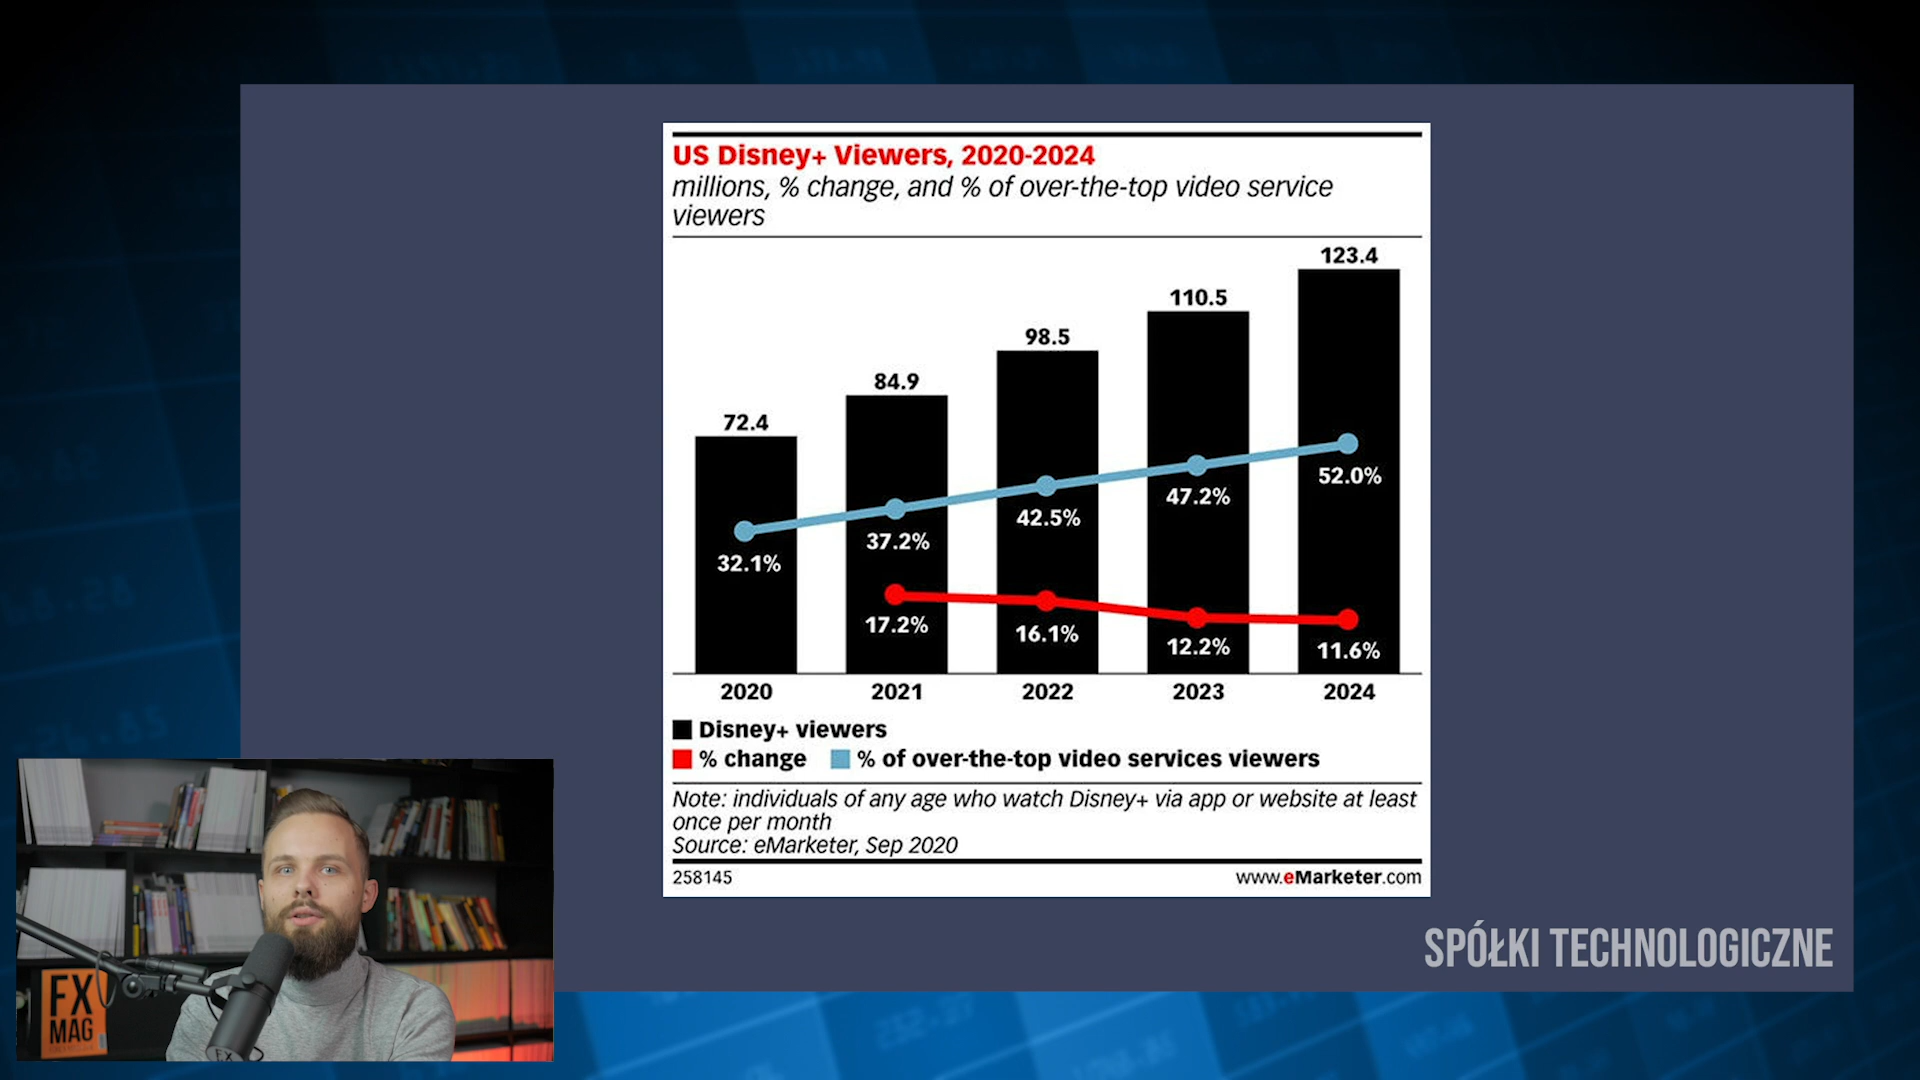 US Disney+ Viewers, 2020-2024
millions, % change, and % of over-the-top video service
viewers
123.4
110.5
98.5
84.9
72.4
52.0%
47.2%
42.5%
37.2%
32.1%
17.2%
16.1%
12.2%
11.6%
2020 2021 2022 2023 2024
Disney+ viewers
% change % of over-the-top video services viewers
Note: individuals of any age who watch Disney+ via app or website at least
once per month
Source: eMarketer, Sep 2020
258145 www.eMarketer.com
SPÓŁKI TECHNOLOGICZNE
FX
MAG
FX